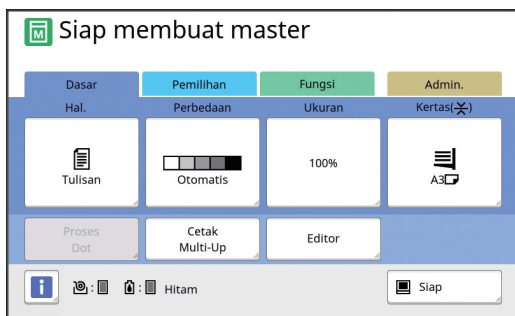 Siap membuat master
Dasar Pemilihan Fungsi Admin.
Hal. Perbedaan Ukuran Kertas(
)
Tulisan
Otomatis
100%
A3
Proses
Dot
Cetak
Multi-Up
Editor
i : : Hitam
Siap